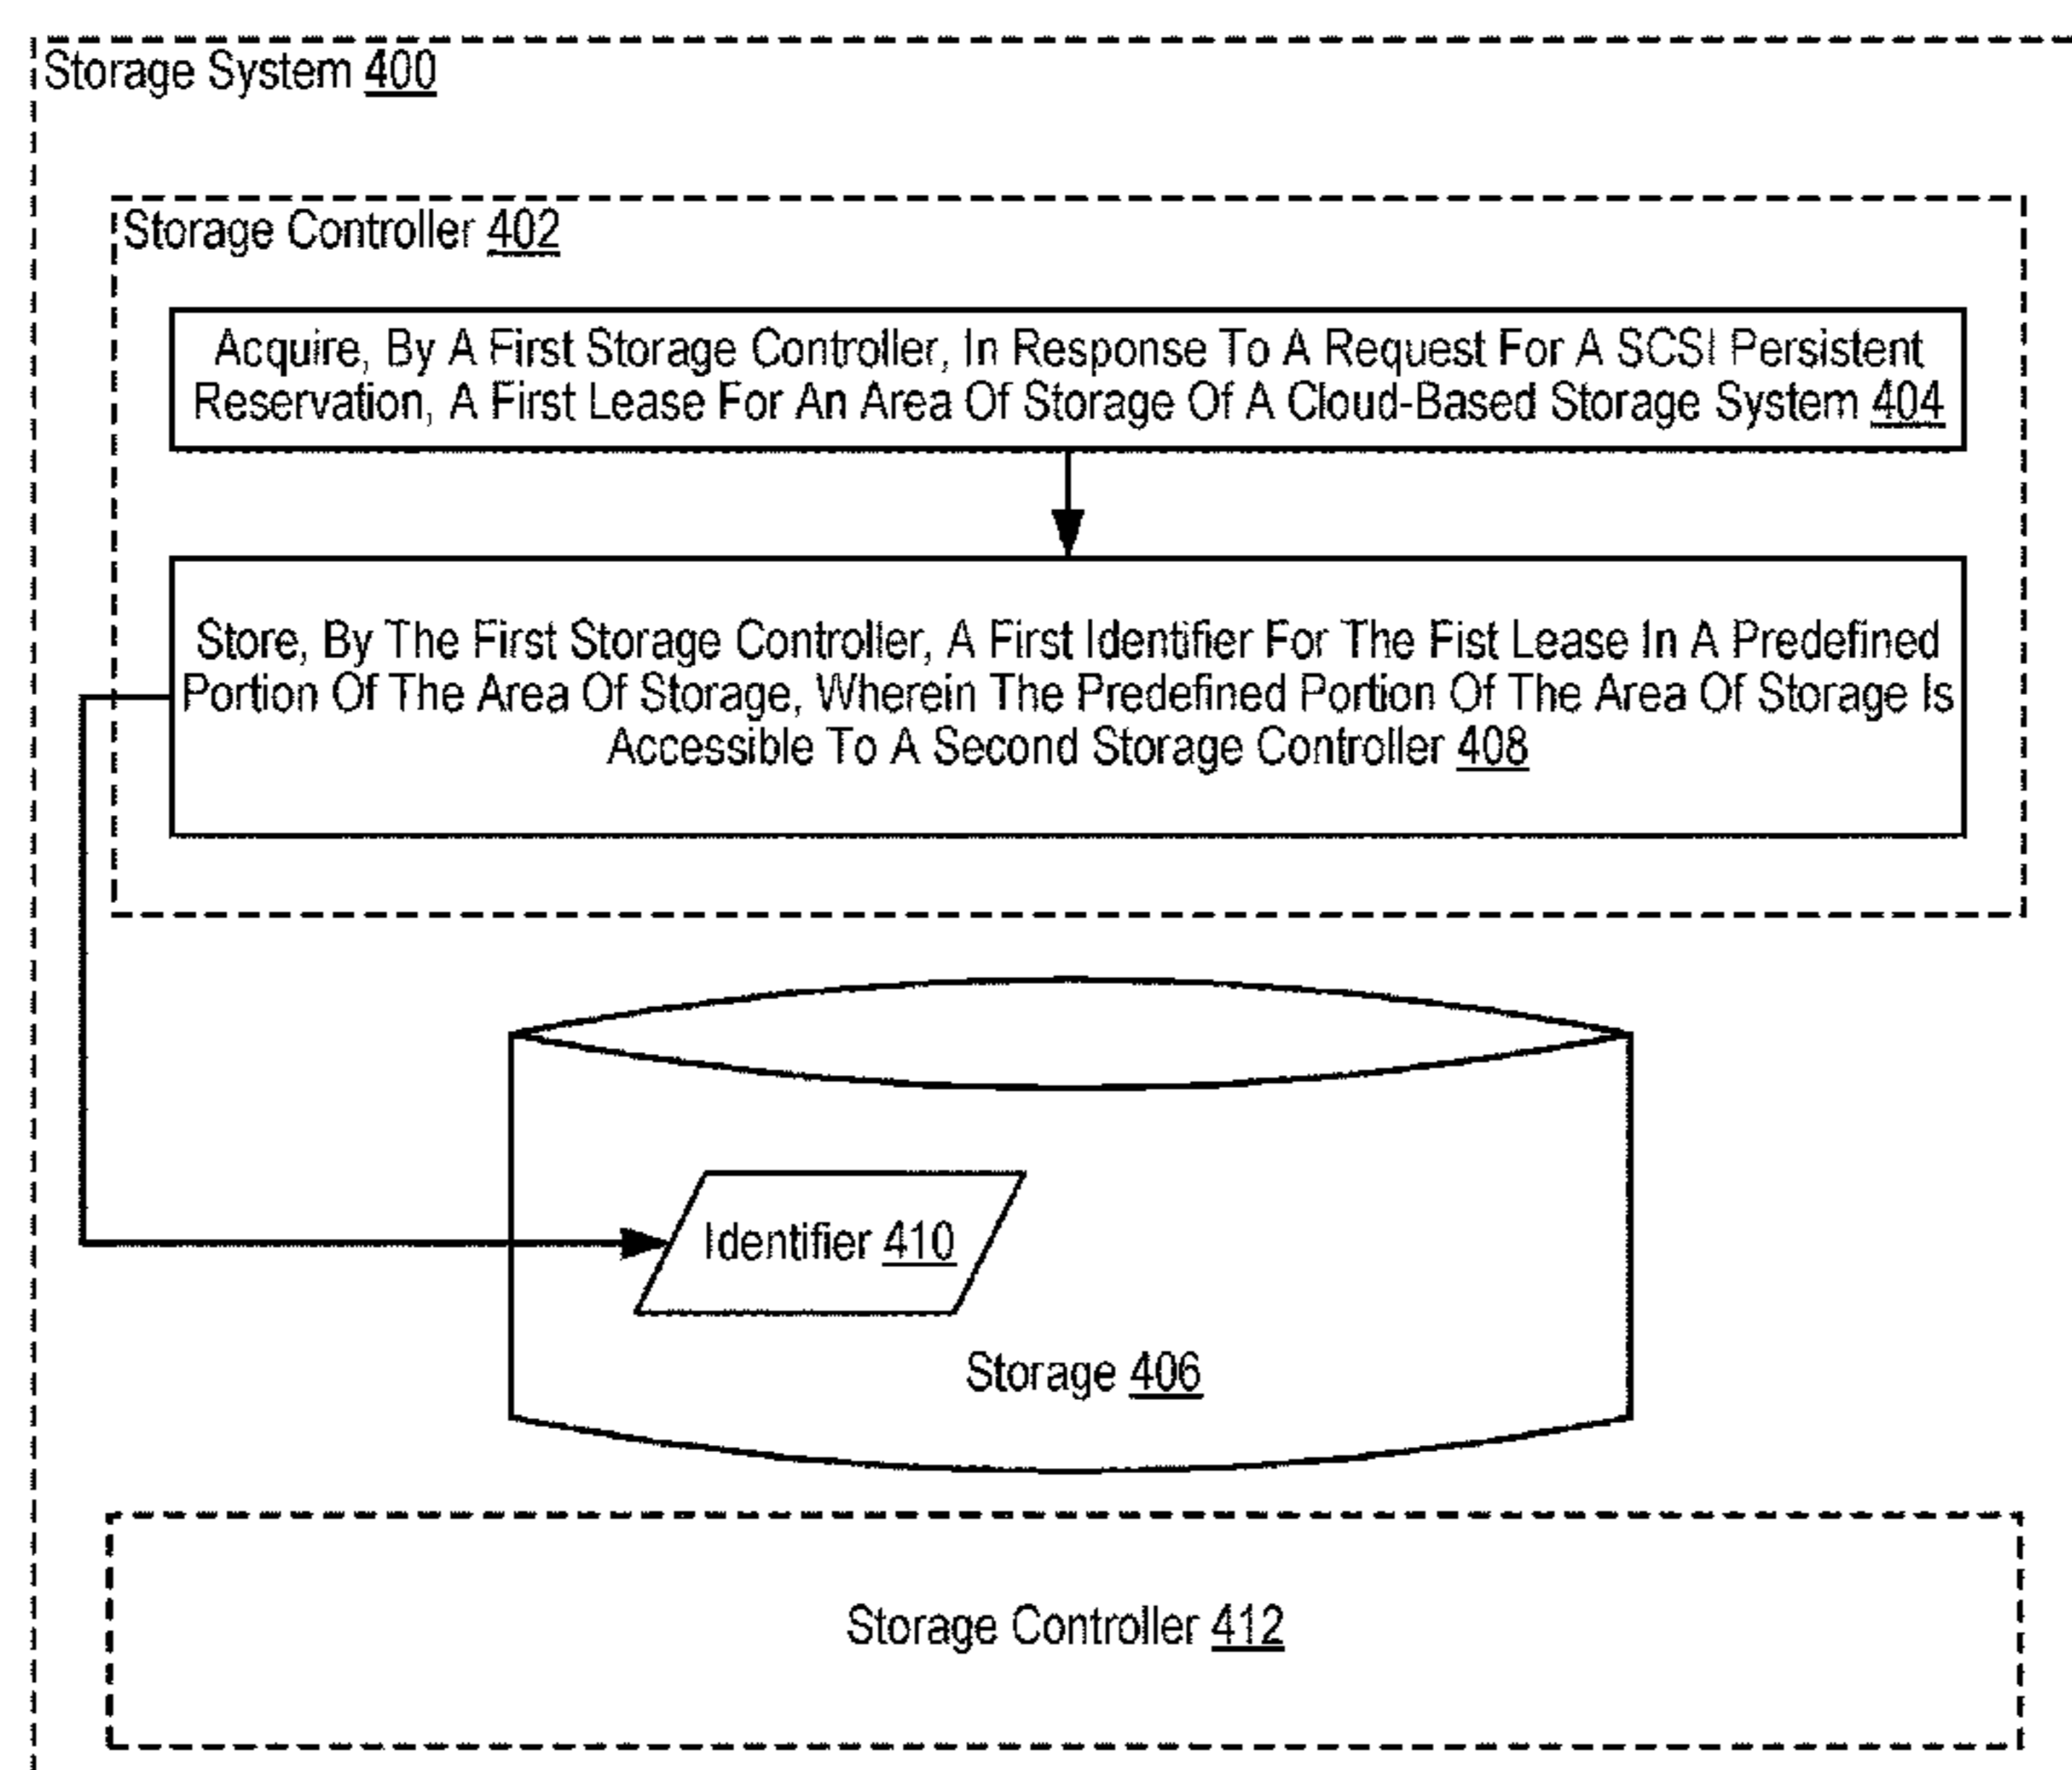 Storage System 400
Storage Controller 402
Acquire, By A First Storage Controller, In Response To A Request For A SCSI Persistent
Reservation, A First Lease For An Area Of Storage Of A Cloud-Based Storage System 404
Store, By The First Storage Controller, A First Identifier For The Fist Lease In A Predefined
Portion Of The Area Of Storage, Wherein The Predefined Portion Of The Area Of Storage Is
Accessible To A Second Storage Controller 408
Identifier 410
Storage 406
Storage Controller 412